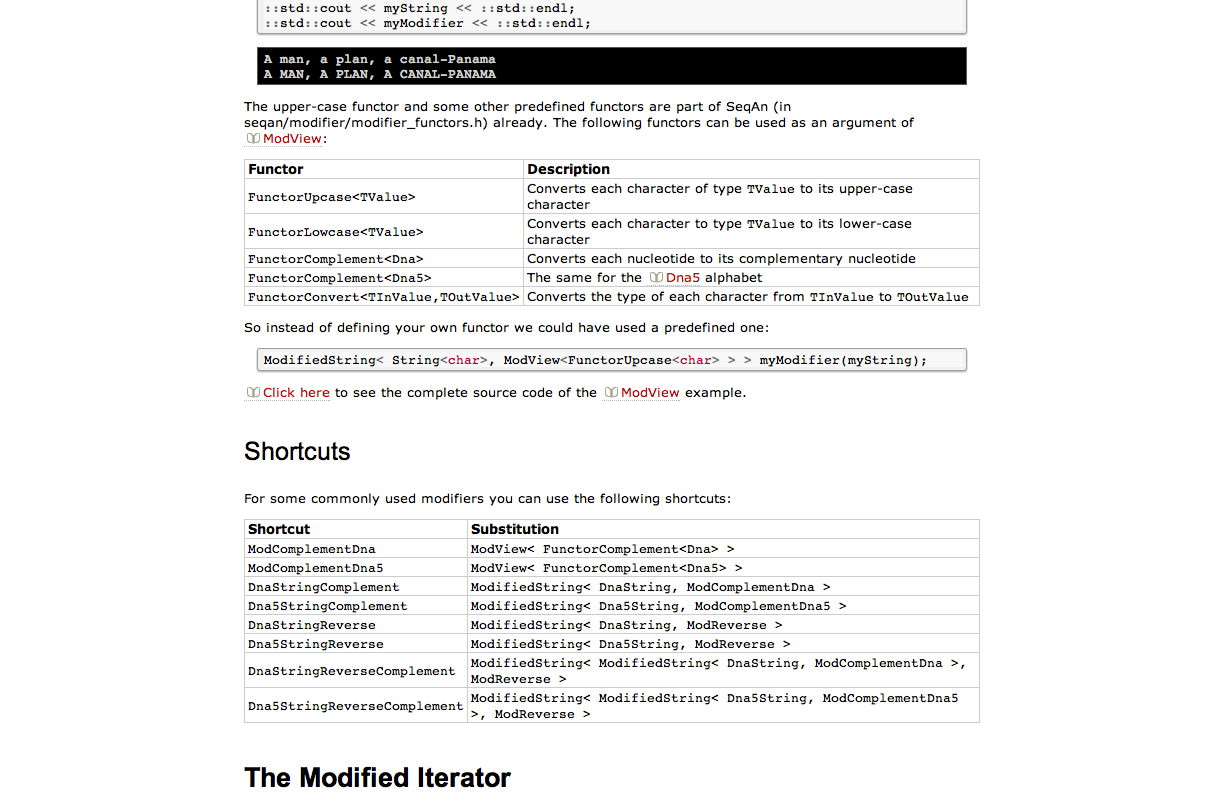 ::std::cout << myString << ::std::endl;
::std::cout << myModifier << ::std::endl;
A man, a plan, a canal-Panama
A MAN, A PLAN, A CANAL-PANAMA
The upper-case functor and some other predefined functors are part of SeqAn (in
seqan/modifier/modifier_functors.h) already. The following functors can be used as an argument of
ModView:
Functor Description
FunctorUpcase<TValue> Converts each character of type TValue to its upper-case
character
FunctorLowcase<TValue> Converts each character to type TValue to its lower-case
character
FunctorComplement<Dna> Converts each nucleotide to its complementary nucleotide
FunctorComplement<Dna5> The same for the Dna5 alphabet
FunctorConvert<TInValue,TOutValue> Converts the type of each character from TInValue to TOutValue
So instead of defining your own functor we could have used a predefined one:
ModifiedString< String<char>, ModView<FunctorUpcase<char> > > myModifier(myString);
Click here to see the complete source code of the ModView example.
Shortcuts
For some commonly used modifiers you can use the following shortcuts:
Shortcut Substitution
ModComplementDna ModView< FunctorComplement<Dna> >
ModComplementDna5 ModView< FunctorComplement<Dna5> >
DnaStringComplement ModifiedString< DnaString, ModComplementDna >
Dna5StringComplement ModifiedString< Dna5String, ModComplementDna5 >
DnaStringReverse ModifiedString< DnaString, ModReverse >
Dna5StringReverse ModifiedString< Dna5String, ModReverse >
DnaStringReverseComplement ModifiedString< ModifiedString< DnaString, ModComplementDna >,
ModReverse >
Dna5StringReverseComplement ModifiedString< ModifiedString< Dna5String, ModComplementDna5
>, ModReverse >
The Modified Iterator